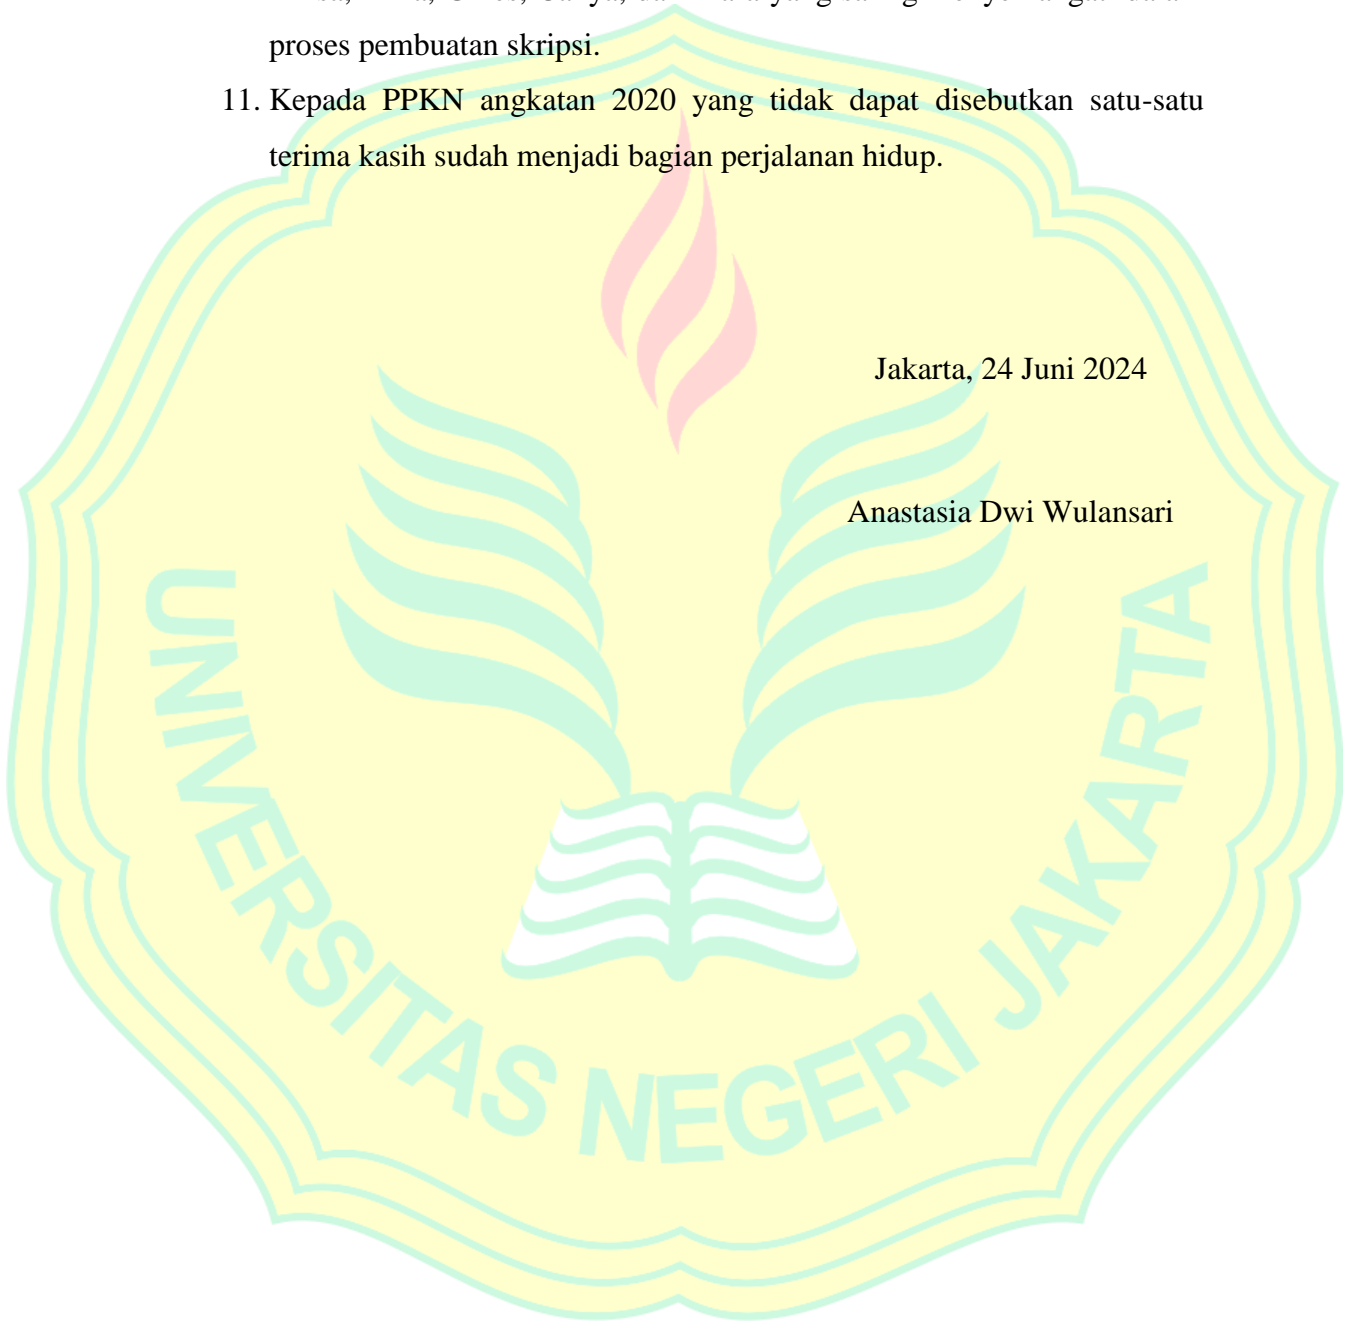 proses pembuatan skripsi.
11. Kepada PPKN angkatan 2020 yang tidak dapat disebutkan satu-satu
terima kasih sudah menjadi bagian perjalanan hidup.
Jakarta, 24 Juni 2024
Anastasia Dwi Wulansari
UNIVERSITAS NEGERI JAKARTA